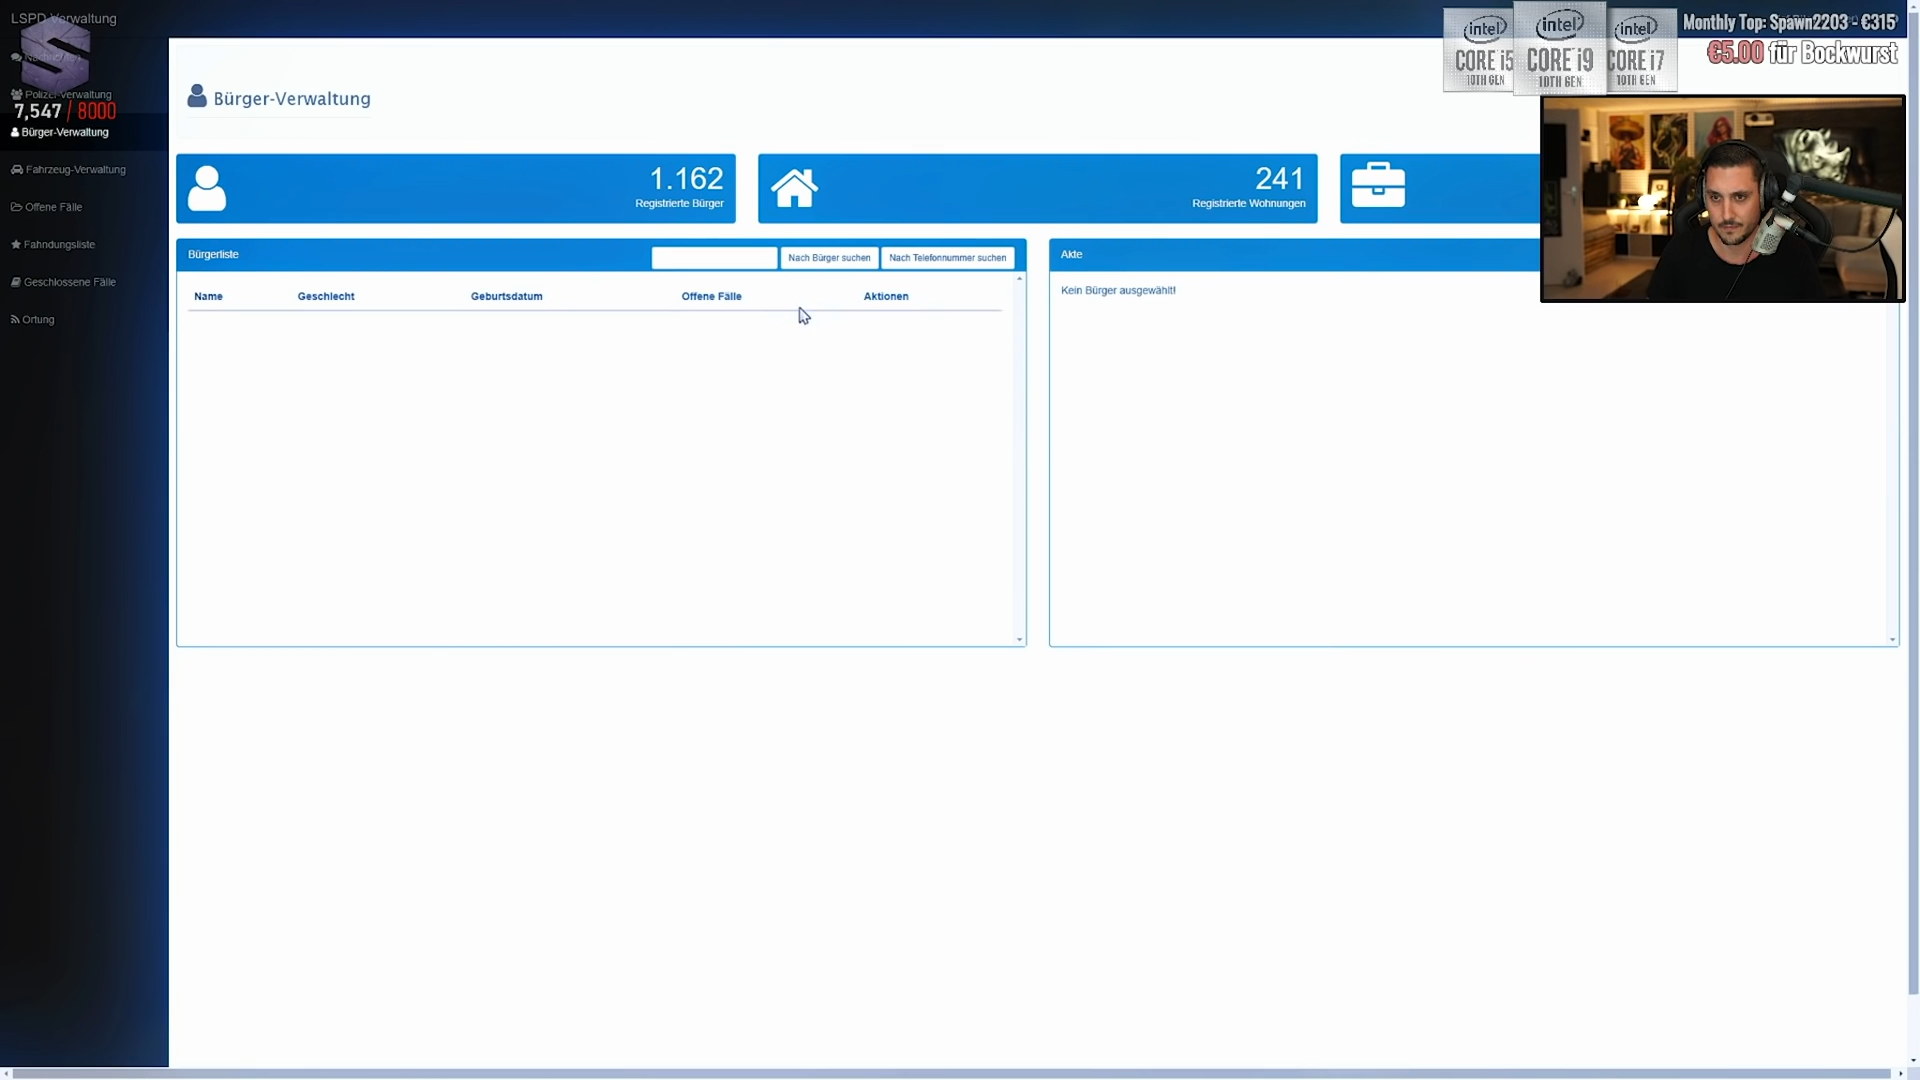 LSPD Verwaltung
Polizei-Verwaltung
7,547 / 8000
Bürger-Verwaltung
Fahrzeug-Verwaltung
Offene Fälle
Fahndungsliste
Geschlossene Fälle
Ortung
Bürger-Verwaltung
1.162
Registrierte Bürger
241
Registrierte Wohnungen
Bürgerliste
Nach Bürger suchen
Nach Telefonnummer suchen
Name Geschlecht Geburtsdatum Offene Fälle Aktionen
Akte
Kein Bürger ausgewählt!
intel
CORE i5
10TH GEN
intel
CORE i9
10TH GEN
intel
CORE i7
10TH GEN
Monthly Top: Spawn2203 - €315
€5.00 für Bockwurst